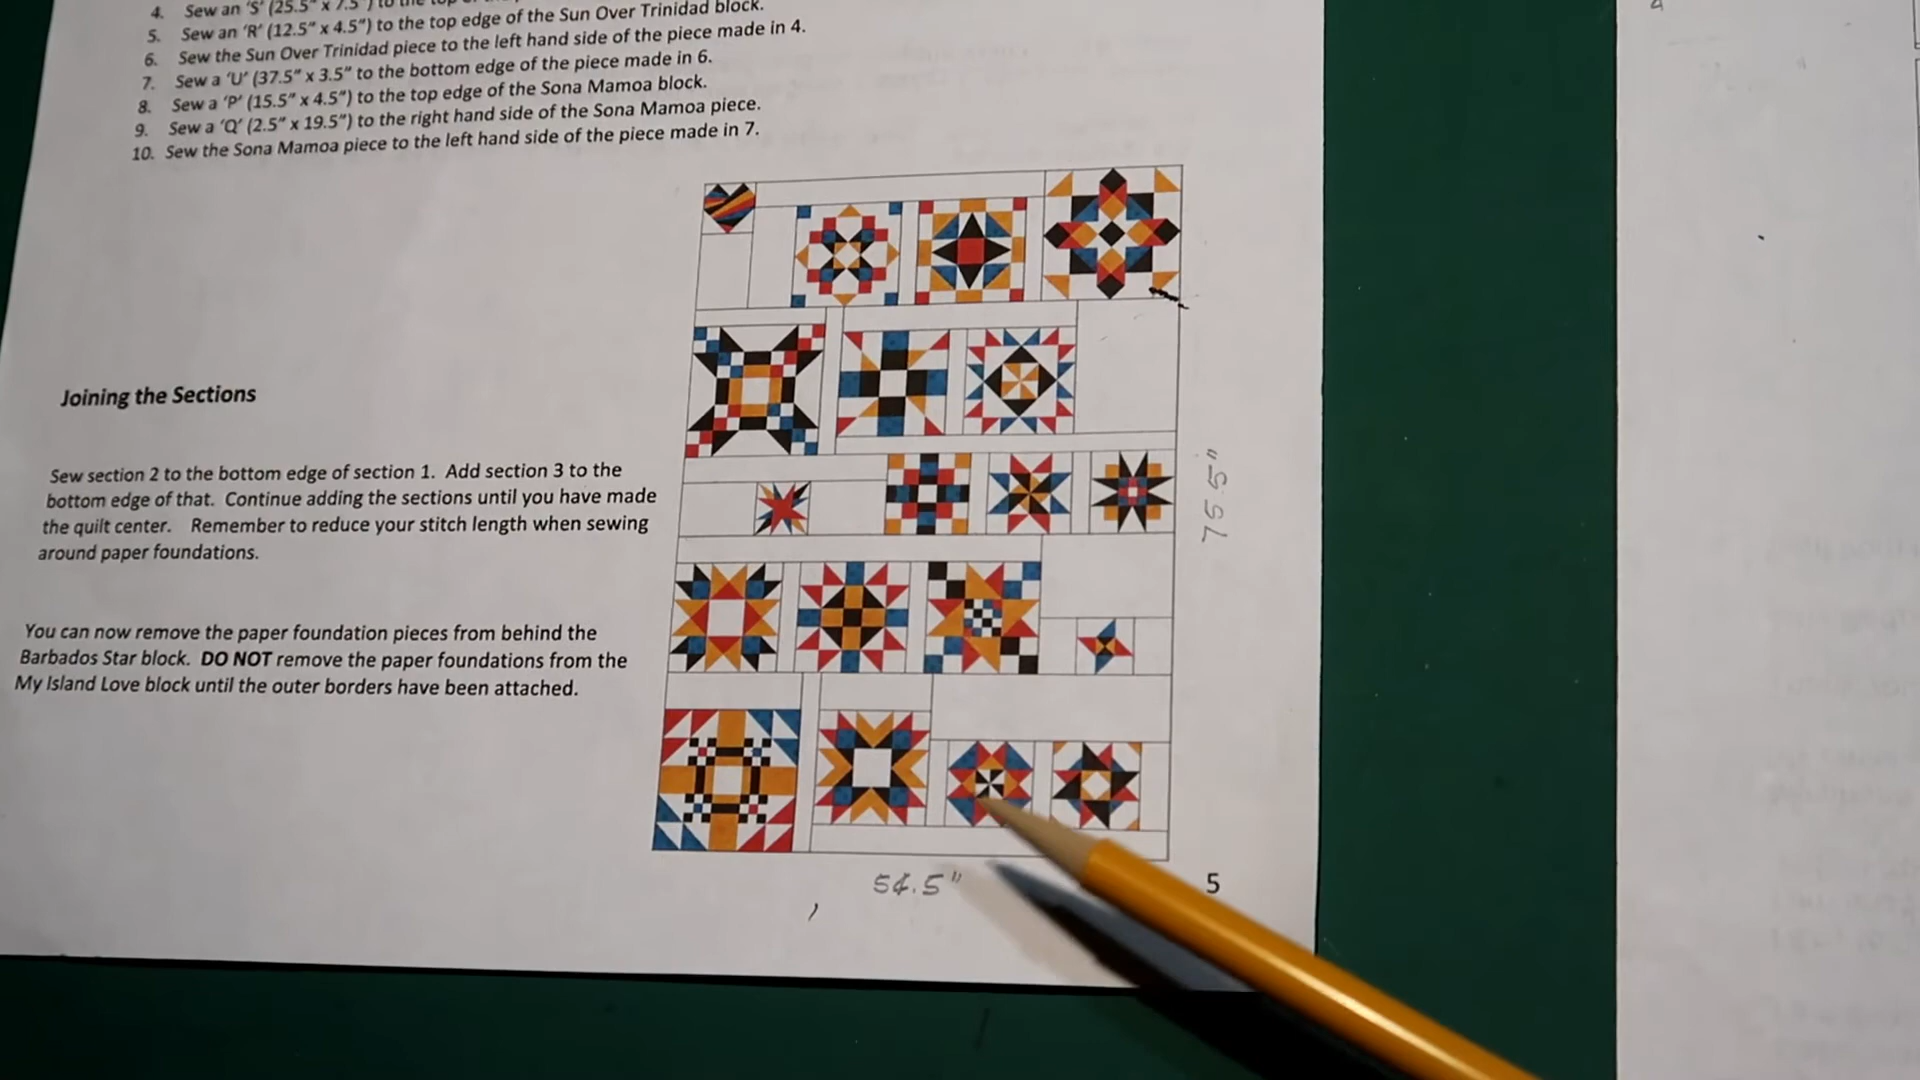 4. Sew an 'S' (25.5" x 7.5") to the top of the
5. Sew an 'R' (12.5" x 4.5") to the top edge of the Sun Over Trinidad block.
6. Sew the Sun Over Trinidad piece to the left hand side of the piece made in 4.
7. Sew a 'U' (37.5" x 3.5" to the bottom edge of the piece made in 6.
8. Sew a 'P' (15.5" x 4.5") to the top edge of the Sona Mamoa block.
9. Sew a 'Q' (2.5" x 19.5") to the right hand side of the Sona Mamoa piece.
10. Sew the Sona Mamoa piece to the left hand side of the piece made in 7.
Joining the Sections
Sew section 2 to the bottom edge of section 1. Add section 3 to the
bottom edge of that. Continue adding the sections until you have made
the quilt center. Remember to reduce your stitch length when sewing
around paper foundations.
You can now remove the paper foundation pieces from behind the
Barbados Star block. DO NOT remove the paper foundations from the
My Island Love block until the outer borders have been attached.
75.5"
54.5"
5